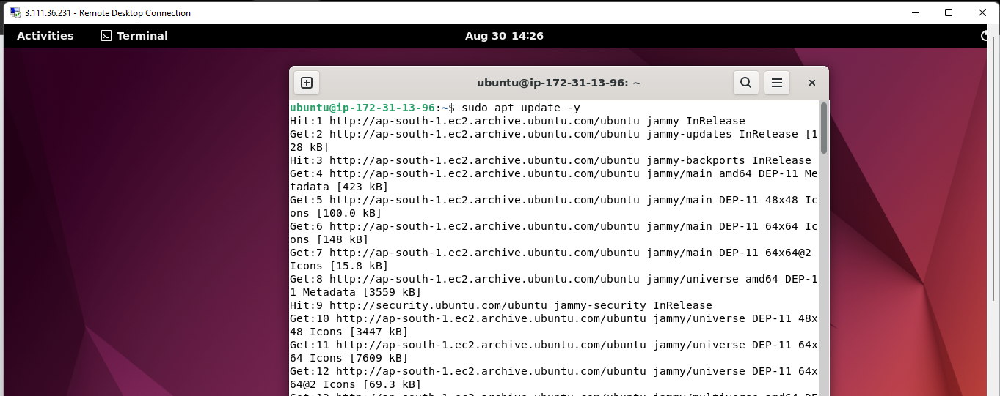 3.111.36.231 - Remote Desktop Connection
Activities Terminal Aug 30 14:26
ubuntu@ip-172-31-13-96: ~
ubuntu@ip-172-31-13-96:~$ sudo apt update -y
Hit:1 http://ap-south-1.ec2.archive.ubuntu.com/ubuntu jammy InRelease
Get:2 http://ap-south-1.ec2.archive.ubuntu.com/ubuntu jammy-updates InRelease [1
28 kB]
Hit:3 http://ap-south-1.ec2.archive.ubuntu.com/ubuntu jammy-backports InRelease
Get:4 http://ap-south-1.ec2.archive.ubuntu.com/ubuntu jammy/main amd64 DEP-11 Me
tadata [423 kB]
Get:5 http://ap-south-1.ec2.archive.ubuntu.com/ubuntu jammy/main DEP-11 48x48 Ic
ons [100.0 kB]
Get:6 http://ap-south-1.ec2.archive.ubuntu.com/ubuntu jammy/main DEP-11 64x64 Ic
ons [148 kB]
Get:7 http://ap-south-1.ec2.archive.ubuntu.com/ubuntu jammy/main DEP-11 64x64@2
Icons [15.8 kB]
Get:8 http://ap-south-1.ec2.archive.ubuntu.com/ubuntu jammy/universe amd64 DEP-1
1 Metadata [3559 kB]
Hit:9 http://security.ubuntu.com/ubuntu jammy-security InRelease
Get:10 http://ap-south-1.ec2.archive.ubuntu.com/ubuntu jammy/universe DEP-11 48x
48 Icons [3447 kB]
Get:11 http://ap-south-1.ec2.archive.ubuntu.com/ubuntu jammy/universe DEP-11 64x
64 Icons [7609 kB]
Get:12 http://ap-south-1.ec2.archive.ubuntu.com/ubuntu jammy/universe DEP-11 64x
64@2 Icons [69.3 kB]